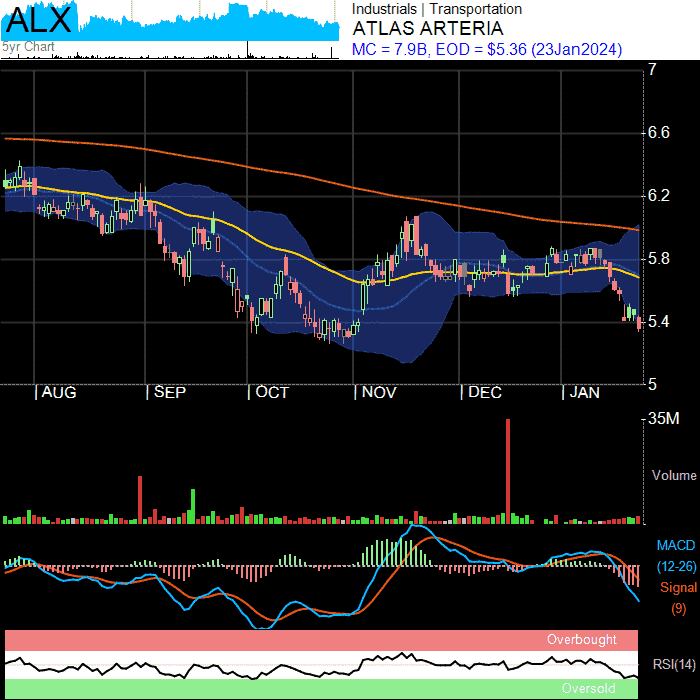 ALX
5yr Chart
Industrials | Transportation
ATLAS ARTERIA
MC = 7.9B, EOD = $5.36 (23Jan2024)
7
6.6
6.2
5.8
5.4
5
| AUG | SEP | OCT | NOV | DEC | JAN
35M
Volume
MACD
(12-26)
Signal
(9)
Overbought
RSI(14)
Oversold